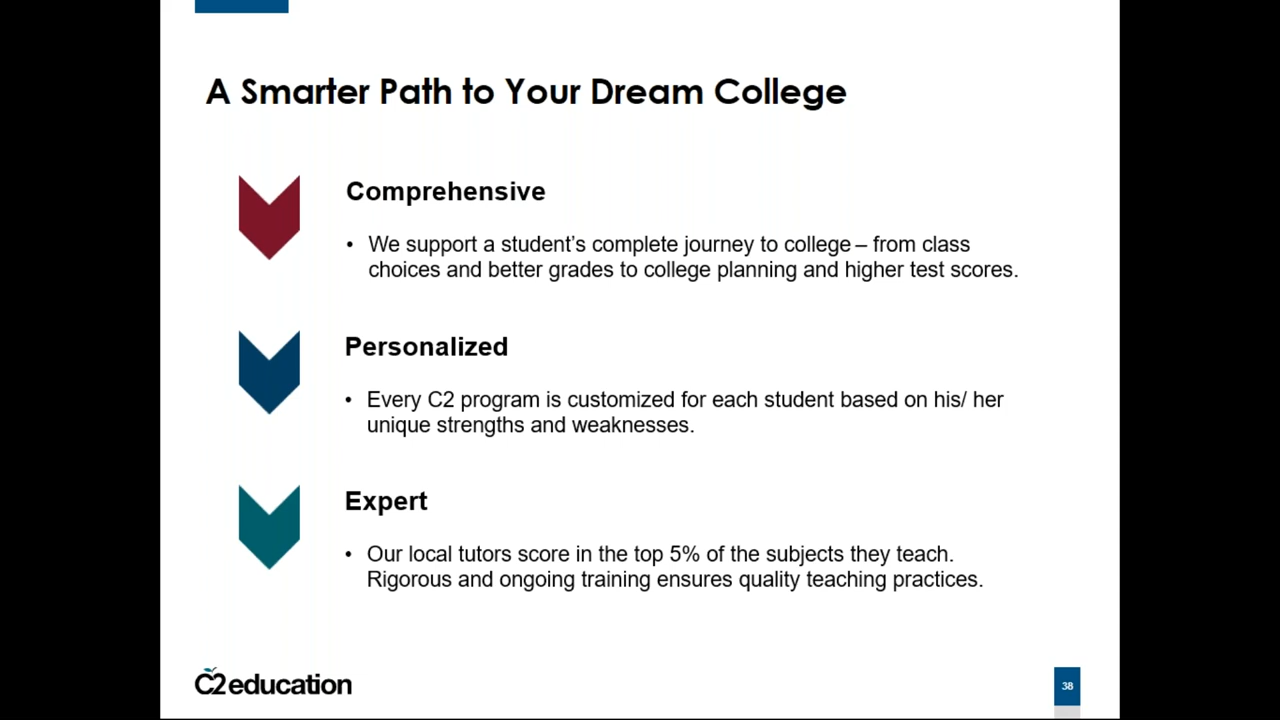 A Smarter Path to Your Dream College
Comprehensive
• We support a student's complete journey to college – from class
choices and better grades to college planning and higher test scores.
Personalized
• Every C2 program is customized for each student based on his/ her
unique strengths and weaknesses.
Expert
• Our local tutors score in the top 5% of the subjects they teach.
Rigorous and ongoing training ensures quality teaching practices.
C2education
38